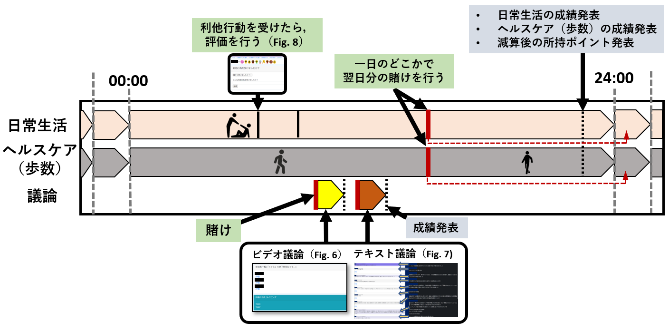 利他行動を受けたら,
評価を行う（Fig. 8）
• 日常生活の成績発表
• ヘルスケア（歩数）の成績発表
• 減算後の所持ポイント発表
一日のどこかで
翌日分の賭けを行う
00:00
24:00
日常生活
ヘルスケア
（歩数）
議論
賭け
成績発表
ビデオ議論（Fig. 6）
テキスト議論（Fig. 7）